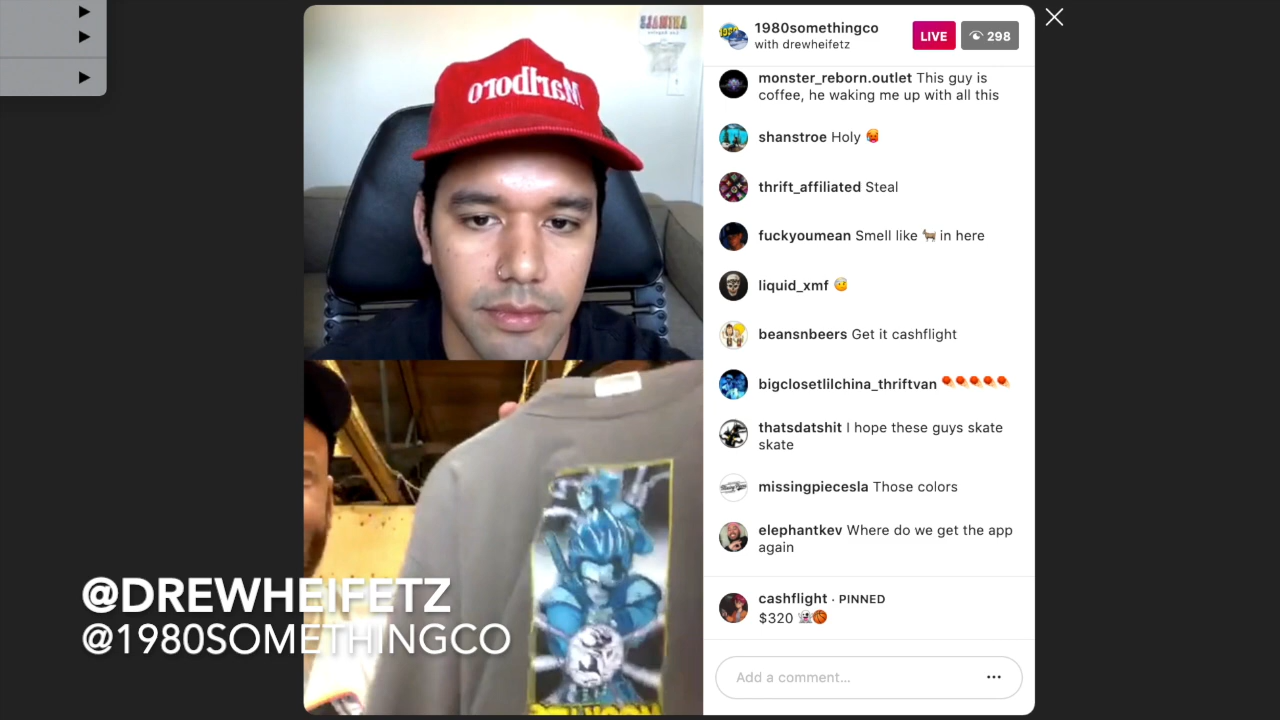 Marlboro
ANIMALS
1980somethingco
with drewheifetz
LIVE
298
monster_reborn.outlet This guy is
coffee, he waking me up with all this
shanstroe Holy 🥵
thrift_affiliated Steal
fuckyoumean Smell like 🐐 in here
liquid_xmf 🤕
beansnbeers Get it cashflight
bigclosetlilchina_thriftvan
thatsdatshit I hope these guys skate
skate
missingpiecesla Those colors
elephantkev Where do we get the app
again
cashflight · PINNED
$320 👻🏀
Add a comment...
@DREWHEIFETZ
@1980SOMETHINGCO